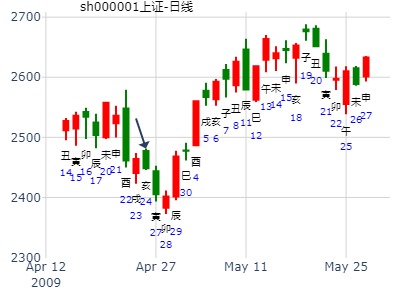 sh000001上证-日线
2700
2600
2500
2400
2300
丑
14
寅
15
卯
16
辰
17
未
20
申
21
酉
22
戌
23
亥
24
寅
27
卯
28
辰
29
巳
30
酉
4
戌
5
亥
6
子
7
丑
8
辰
11
巳
12
午
13
未
14
申
15
亥
18
子
19
丑
20
寅
21
卯
22
午
25
未
26
申
27
Apr 12
2009
Apr 27
May 11
May 25